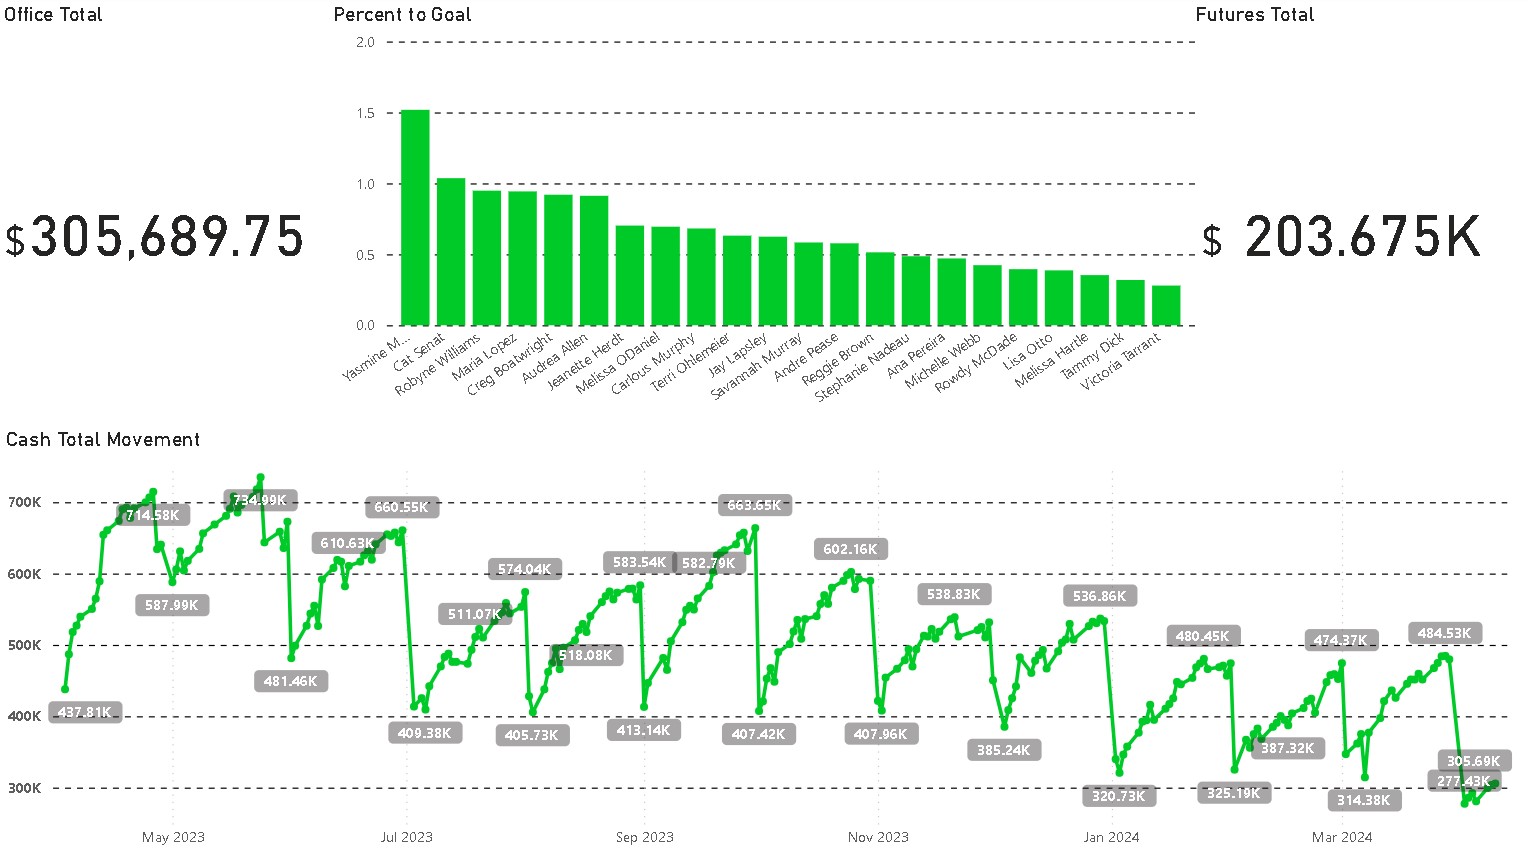 Office Total
Percent to Goal
Futures Total
2.0
1.5
1.0
0.5
0.0
$305,689.75
$ 203.675K
Yasmine M...
Cat Senat
Robyne Williams
Maria Lopez
Creg Boatwright
Audrea Allen
Jeanette Herdt
Melissa ODaniel
Carlous Murphy
Terri Ohlemeier
Jay Lapsley
Savannah Murray
Andre Pease
Reggie Brown
Stephanie Nadeau
Ana Pereira
Michelle Webb
Rowdy McDade
Lisa Otto
Melissa Hartle
Tammy Dick
Victoria Tarrant
Cash Total Movement
700K
600K
500K
400K
300K
437.81K
714.58K
587.99K
734.99K
481.46K
610.63K
660.55K
409.38K
511.07K
574.04K
405.73K
518.08K
583.54K
413.14K
582.79K
663.65K
407.42K
602.16K
407.96K
538.83K
385.24K
536.86K
320.73K
480.45K
325.19K
387.32K
474.37K
314.38K
484.53K
305.69K
277.43K
May 2023
Jul 2023
Sep 2023
Nov 2023
Jan 2024
Mar 2024